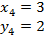 x₄ = 3
y₄ = 2